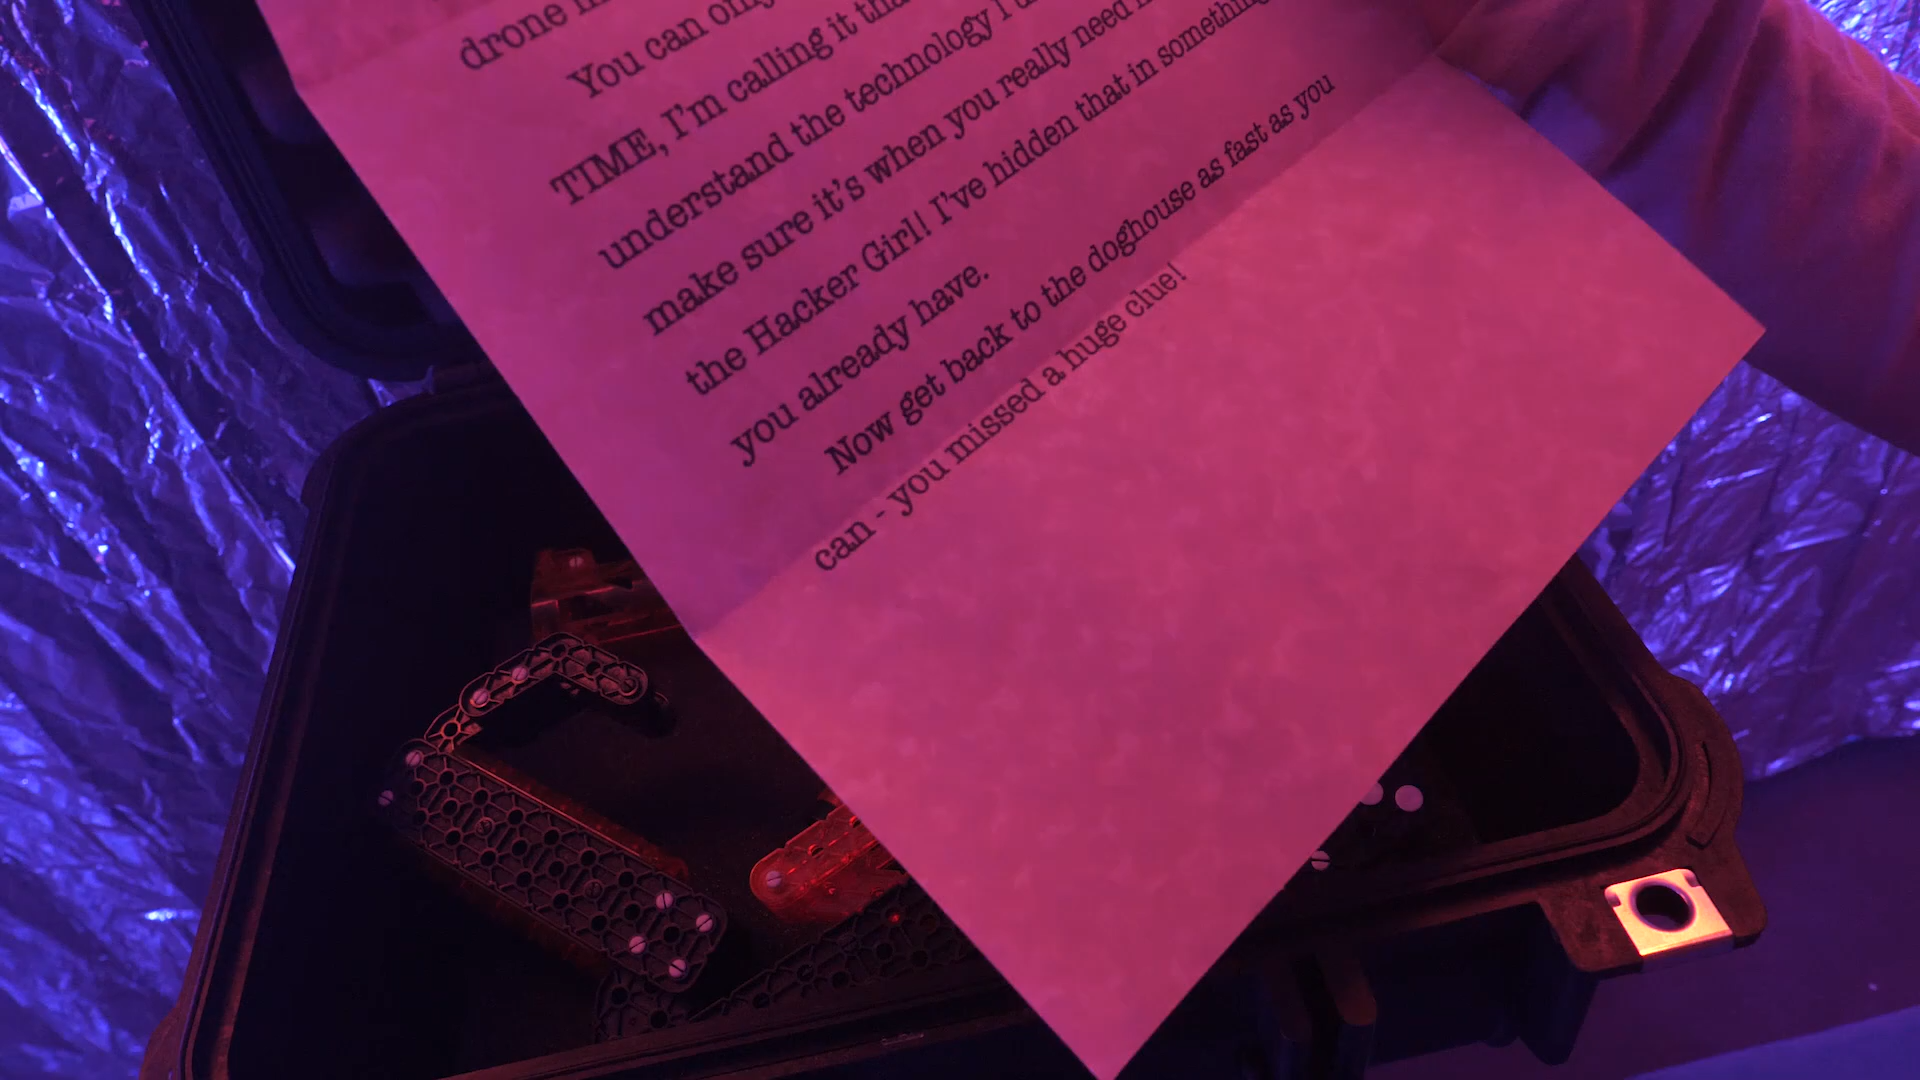 drone
You can only
TIME, I'm calling it
understand the technology I
make sure it's when you really need
the Hacker Girl! I've hidden that in something
you already have.
Now get back to the doghouse as fast as you
can - you missed a huge clue!